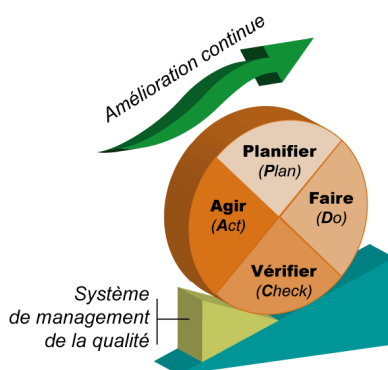 Amélioration continue
Planifier
(Plan)
Faire
(Do)
Agir
(Act)
Vérifier
(Check)
Système
de management
de la qualité